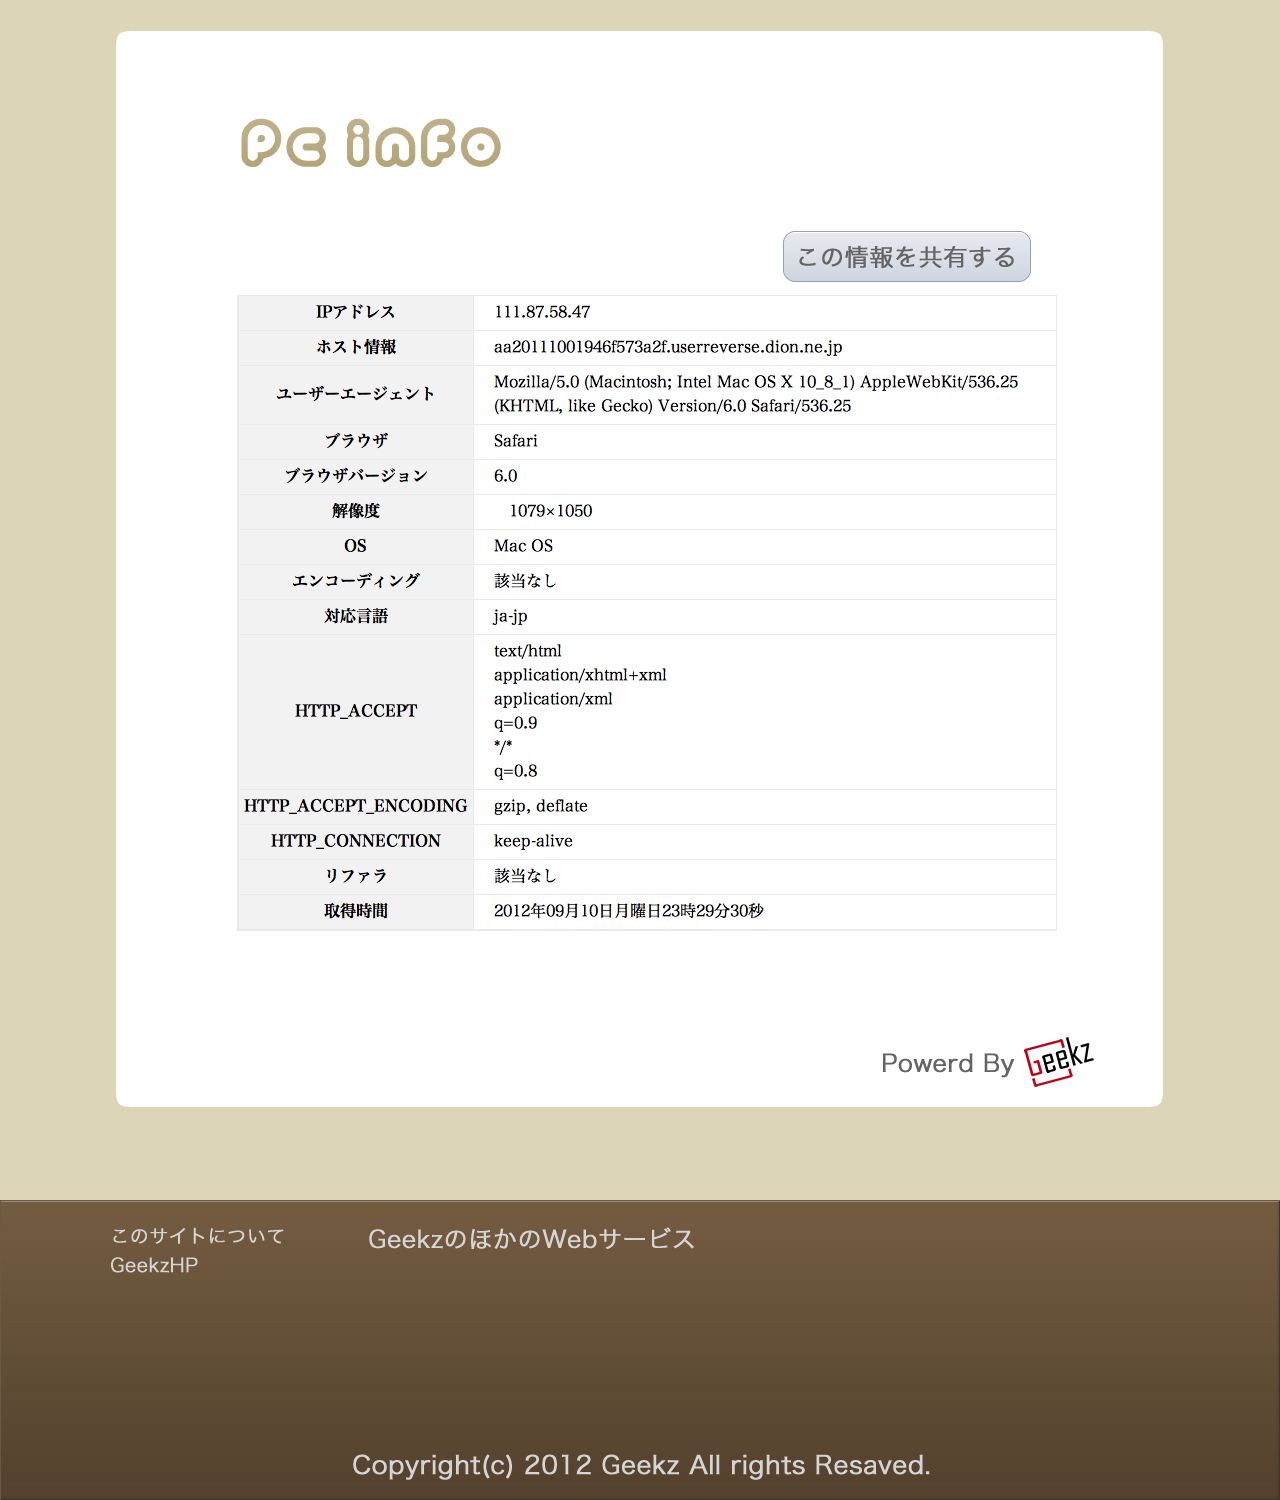 Pc info
この情報を共有する
IPアドレス 111.87.58.47
ホスト情報 aa20111001946f573a2f.userreverse.dion.ne.jp
ユーザーエージェント Mozilla/5.0 (Macintosh; Intel Mac OS X 10_8_1) AppleWebKit/536.25
(KHTML, like Gecko) Version/6.0 Safari/536.25
ブラウザ Safari
ブラウザバージョン 6.0
解像度 1079×1050
OS Mac OS
エンコーディング 該当なし
対応言語 ja-jp
HTTP_ACCEPT text/html
application/xhtml+xml
application/xml
q=0.9
*/*
q=0.8
HTTP_ACCEPT_ENCODING gzip, deflate
HTTP_CONNECTION keep-alive
リファラ 該当なし
取得時間 2012年09月10日月曜日23時29分30秒
Powerd By Geekz
このサイトについて GeekzのほかのWebサービス
GeekzHP
Copyright(c) 2012 Geekz All rights Resaved.